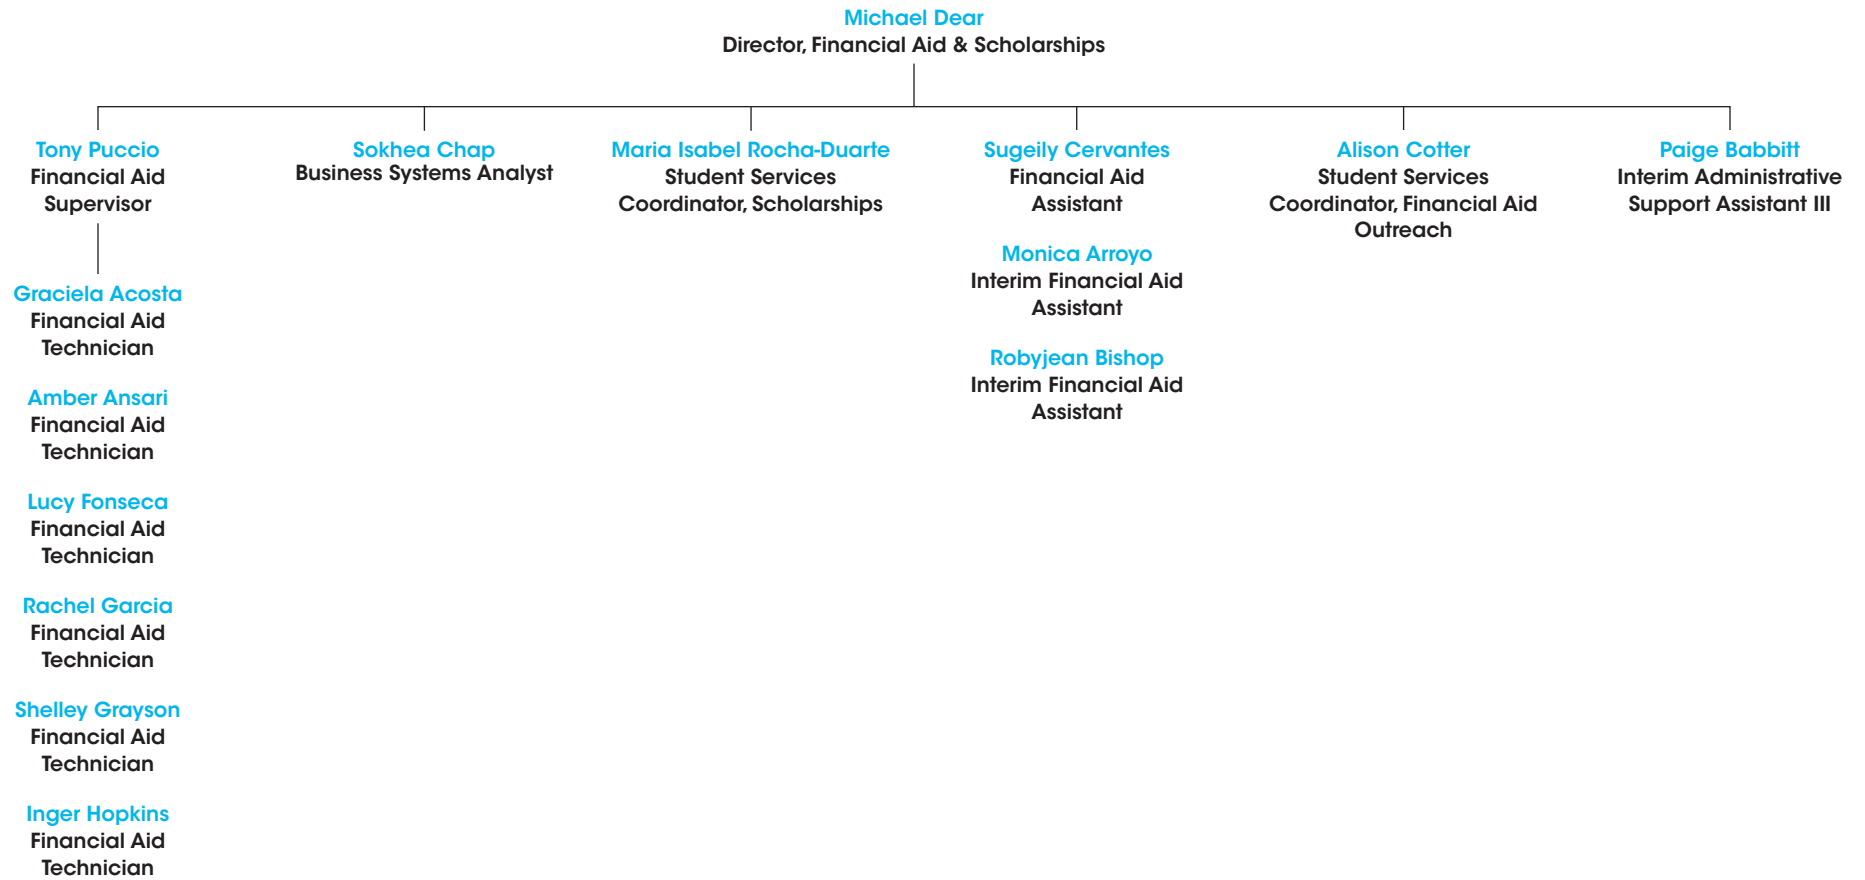 Michael Dear
Director, Financial Aid & Scholarships
Tony Puccio
Financial Aid
Supervisor
Graciela Acosta
Financial Aid
Technician
Amber Ansari
Financial Aid
Technician
Lucy Fonseca
Financial Aid
Technician
Rachel Garcia
Financial Aid
Technician
Shelley Grayson
Financial Aid
Technician
Inger Hopkins
Financial Aid
Technician
Sokhea Chap
Business Systems Analyst
Maria Isabel Rocha-Duarte
Student Services
Coordinator, Scholarships
Sugeily Cervantes
Financial Aid
Assistant
Monica Arroyo
Interim Financial Aid
Assistant
Robyjean Bishop
Interim Financial Aid
Assistant
Alison Cotter
Student Services
Coordinator, Financial Aid
Outreach
Paige Babbitt
Interim Administrative
Support Assistant III